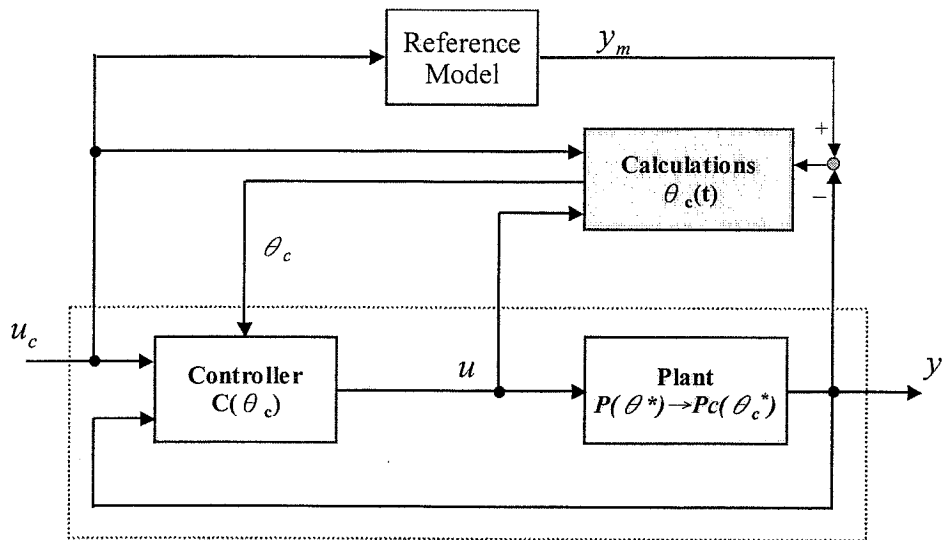 Reference
Model
y_m
+
Calculations
θ_c(t)
−
θ_c
u_c
Controller
C(θ_c)
u
Plant
P(θ*)→Pc(θ_c*)
y